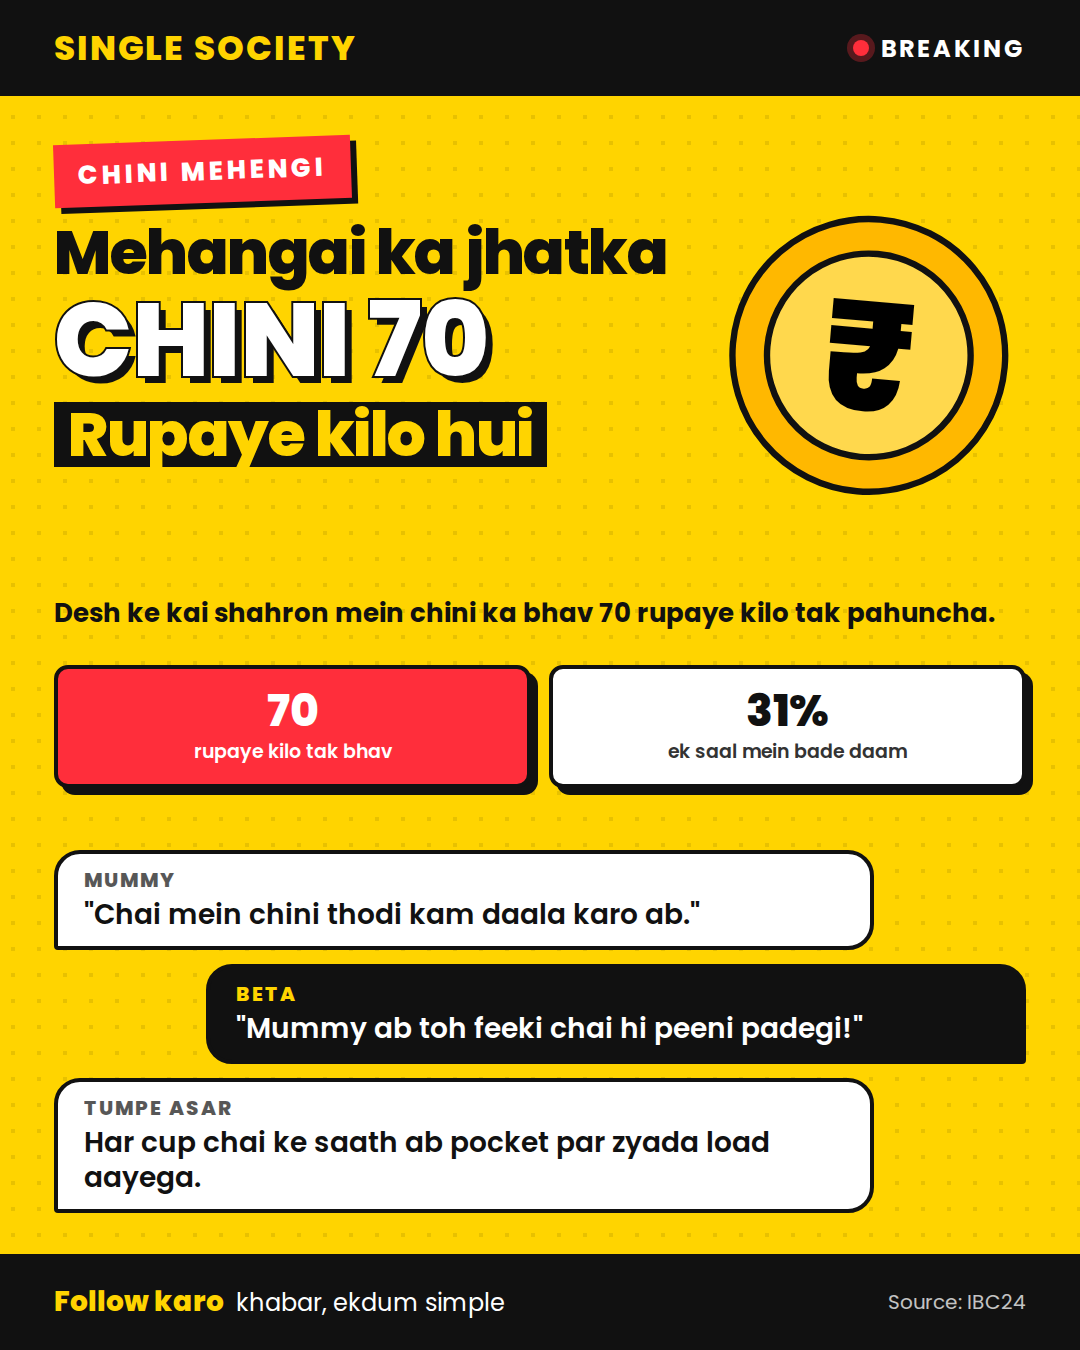 SINGLE SOCIETY
BREAKING
CHINI MEHENGI
Mehangai ka jhatka
CHINI 70
Rupaye kilo hui
₹
Desh ke kai shahron mein chini ka bhav 70 rupaye kilo tak pahuncha.
70
rupaye kilo tak bhav
31%
ek saal mein bade daam
MUMMY
"Chai mein chini thodi kam daala karo ab."
BETA
"Mummy ab toh feeki chai hi peeni padegi!"
TUMPE ASAR
Har cup chai ke saath ab pocket par zyada load
aayega.
Follow karo khabar, ekdum simple
Source: IBC24